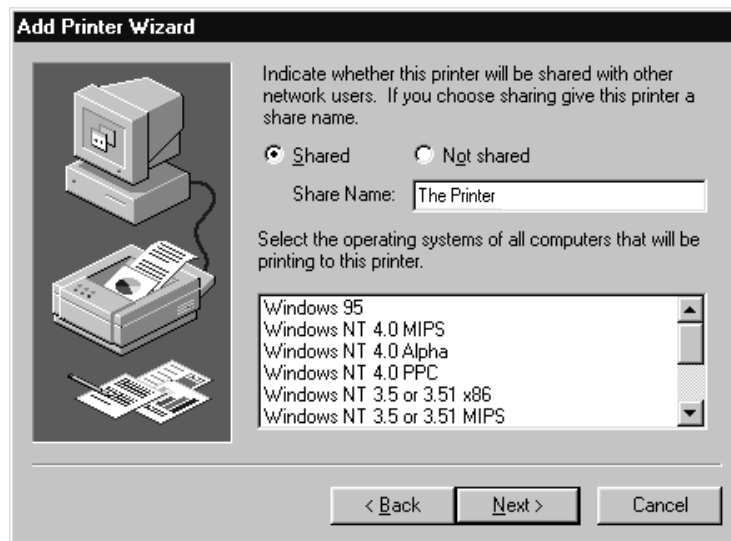 Add Printer Wizard
Indicate whether this printer will be shared with other
network users. If you choose sharing give this printer a
share name.
Shared Not shared
Share Name: The Printer
Select the operating systems of all computers that will be
printing to this printer.
Windows 95
Windows NT 4.0 MIPS
Windows NT 4.0 Alpha
Windows NT 4.0 PPC
Windows NT 3.5 or 3.51 x86
Windows NT 3.5 or 3.51 MIPS
< Back Next > Cancel